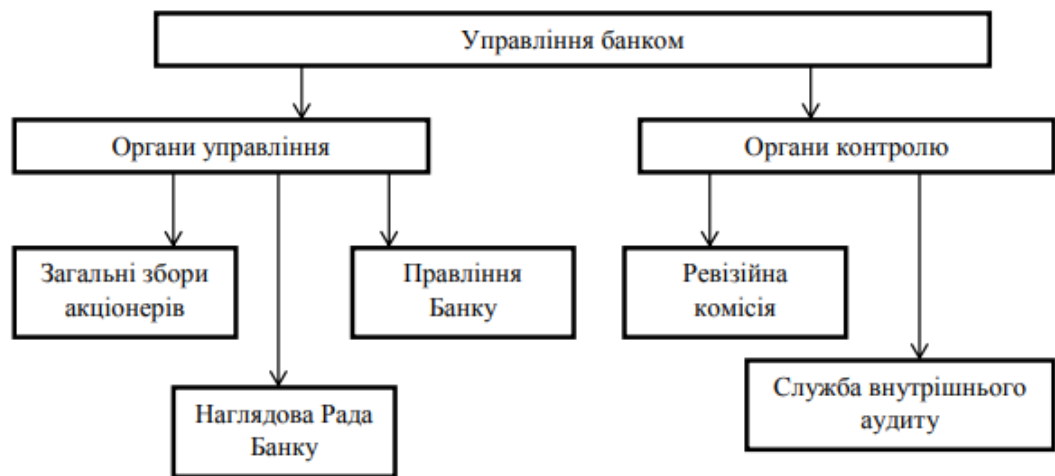 Управління банком
Органи управління
Органи контролю
Загальні збори
акціонерів
Правління
Банку
Ревізійна
комісія
Наглядова Рада
Банку
Служба внутрішнього
аудиту